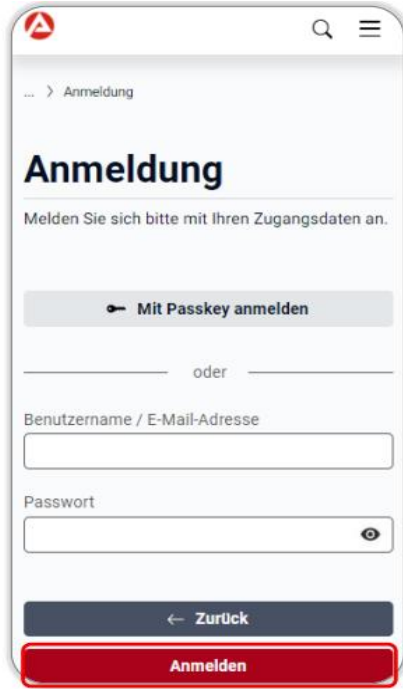 ... > Anmeldung
Anmeldung
Melden Sie sich bitte mit Ihren Zugangsdaten an.
Mit Passkey anmelden
oder
Benutzername / E-Mail-Adresse
Passwort
← Zurück
Anmelden